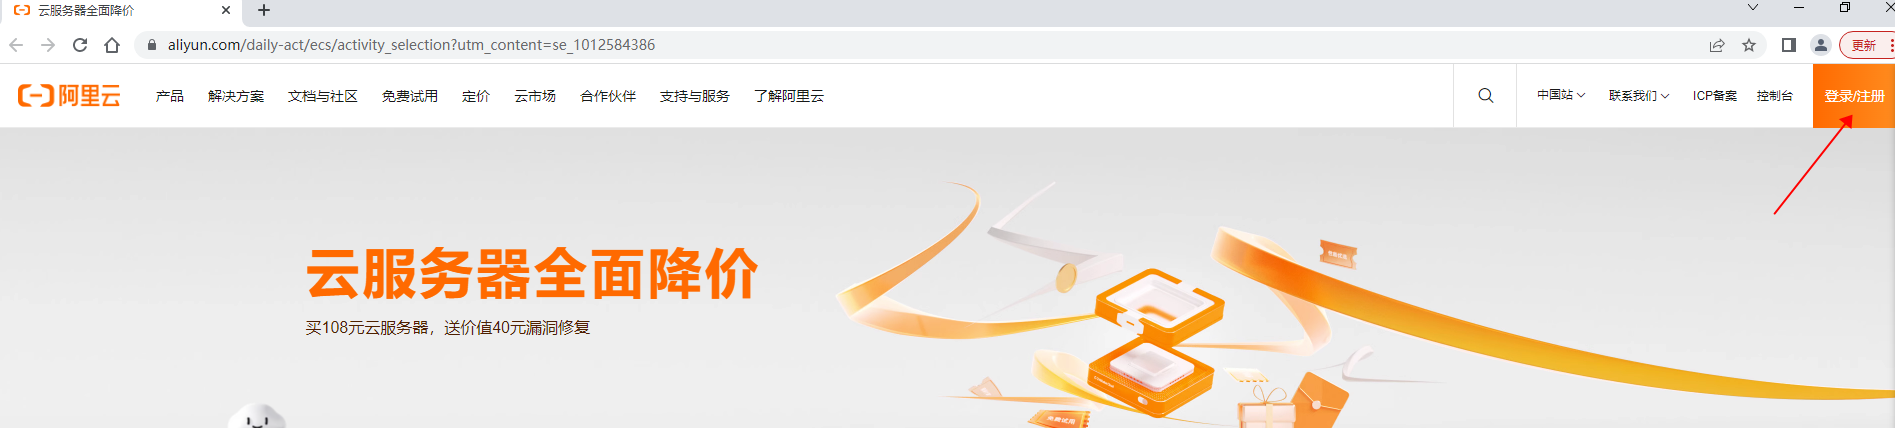 云服务器全面降价
aliyun.com/daily-act/ecs/activity_selection?utm_content=se_1012584386
更新
阿里云 产品 解决方案 文档与社区 免费试用 定价 云市场 合作伙伴 支持与服务 了解阿里云 中国站 联系我们 ICP备案 控制台 登录/注册
云服务器全面降价
买108元云服务器，送价值40元漏洞修复
免费试用